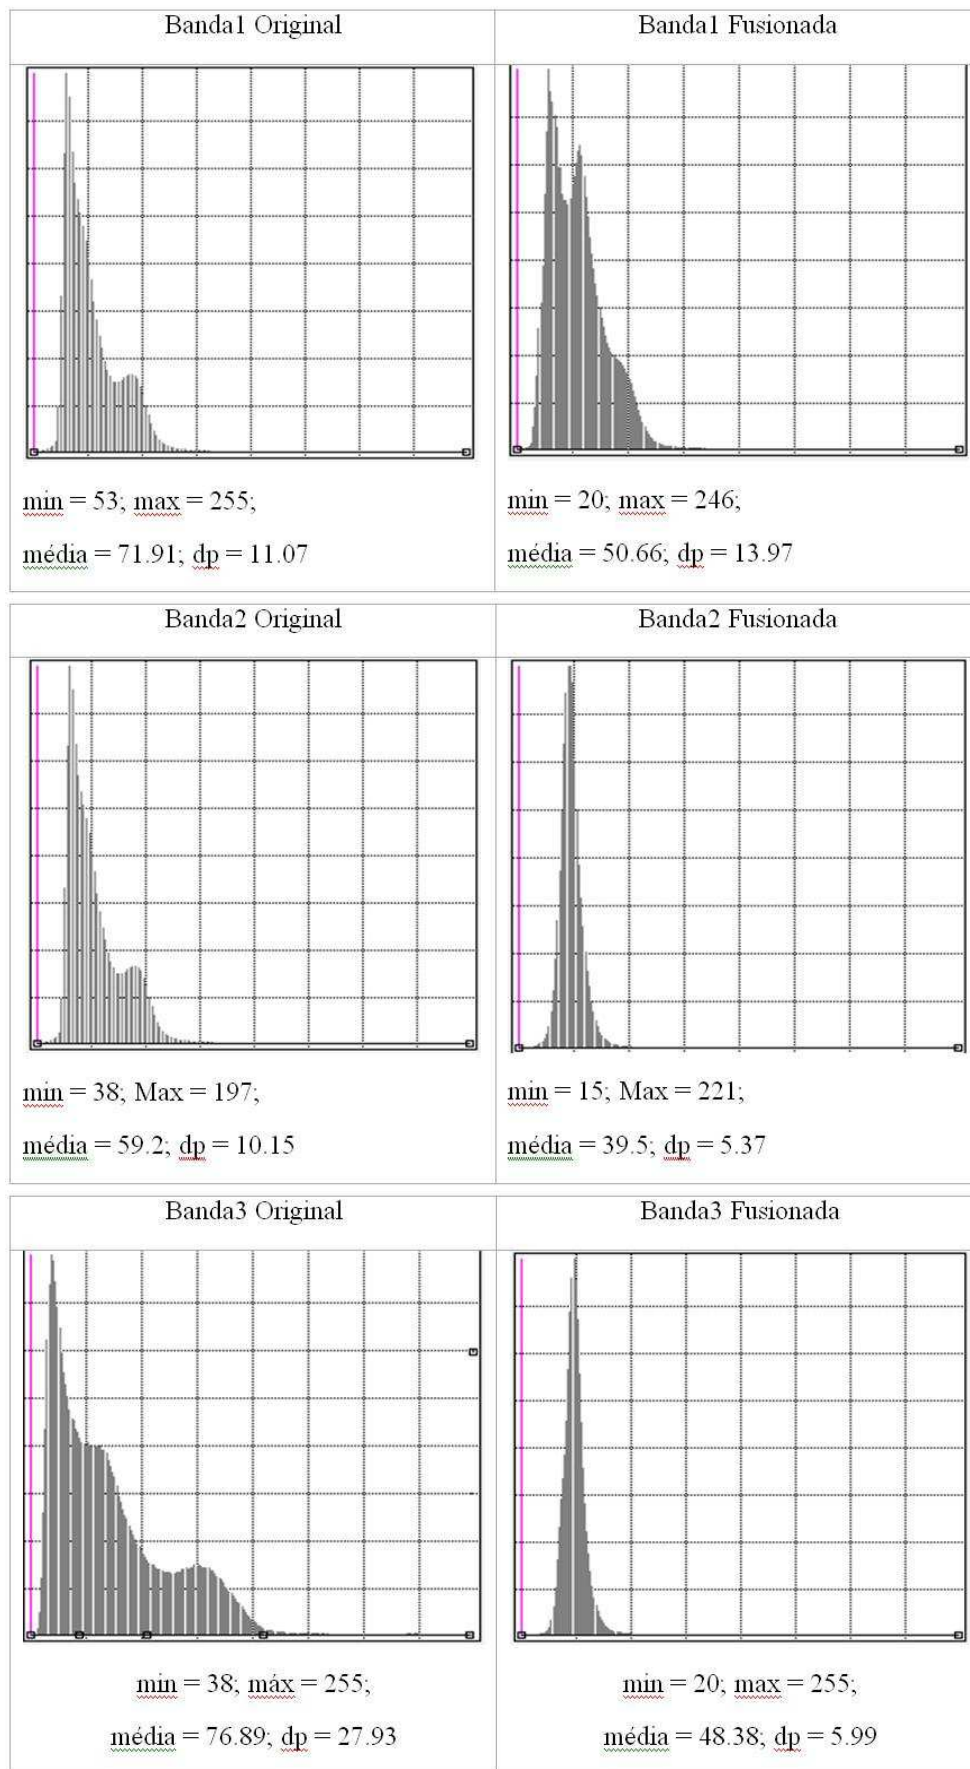 Banda1 Original
Banda1 Fusionada
min = 53; max = 255;
média = 71.91; dp = 11.07
min = 20; max = 246;
média = 50.66; dp = 13.97
Banda2 Original
Banda2 Fusionada
min = 38; Max = 197;
média = 59.2; dp = 10.15
min = 15; Max = 221;
média = 39.5; dp = 5.37
Banda3 Original
Banda3 Fusionada
min = 38; máx = 255;
média = 76.89; dp = 27.93
min = 20; max = 255;
média = 48.38; dp = 5.99